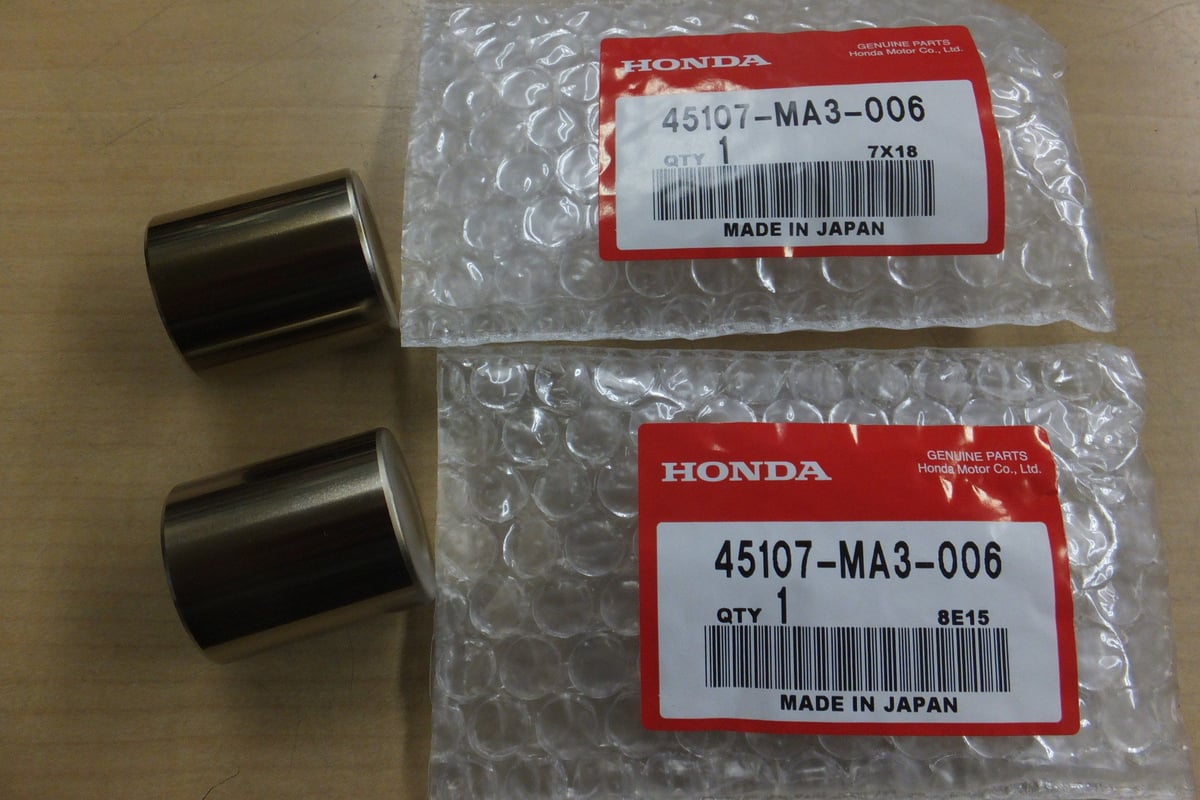 HONDA
GENUINE PARTS
Honda Motor Co., Ltd.
45107-MA3-006
QTY 1 7X18
MADE IN JAPAN
HONDA
GENUINE PARTS
Honda Motor Co., Ltd.
45107-MA3-006
QTY 1 8E15
MADE IN JAPAN